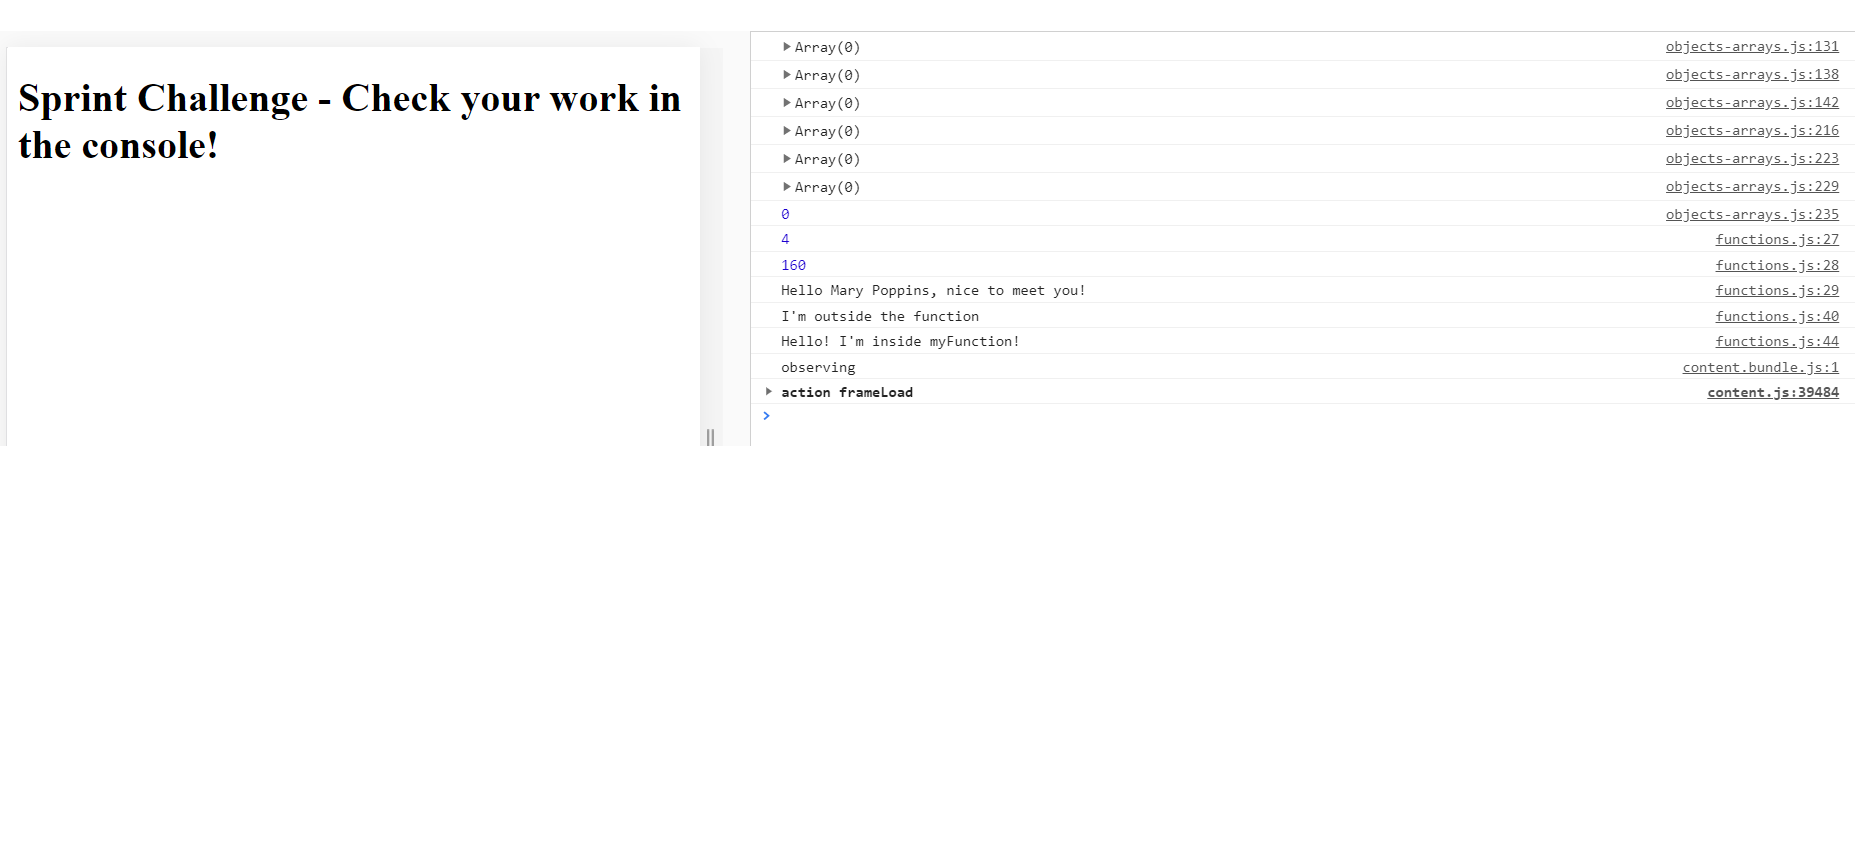 Sprint Challenge - Check your work in
the console!
Array(0) objects-arrays.js:131
Array(0) objects-arrays.js:138
Array(0) objects-arrays.js:142
Array(0) objects-arrays.js:216
Array(0) objects-arrays.js:223
Array(0) objects-arrays.js:229
0 objects-arrays.js:235
4 functions.js:27
160 functions.js:28
Hello Mary Poppins, nice to meet you! functions.js:29
I'm outside the function functions.js:40
Hello! I'm inside myFunction! functions.js:44
observing content.bundle.js:1
action frameLoad content.js:39484